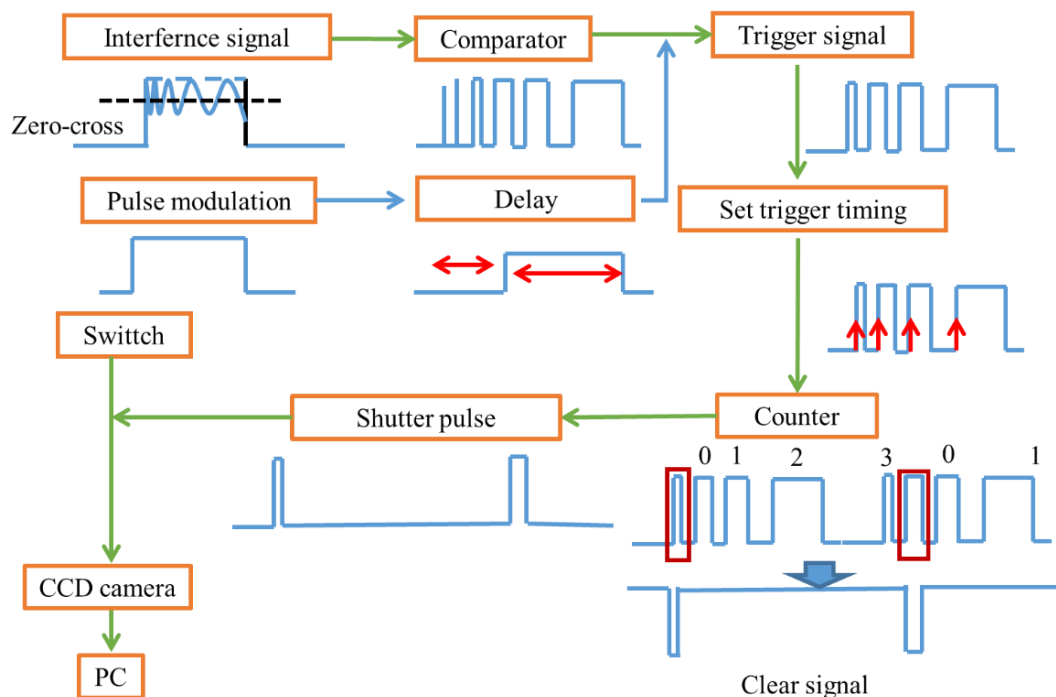 Interfernce signal
Comparator
Trigger signal
Zero-cross
Pulse modulation
Delay
Set trigger timing
Swittch
Shutter pulse
Counter
0 1 2 3 0 1
CCD camera
PC
Clear signal